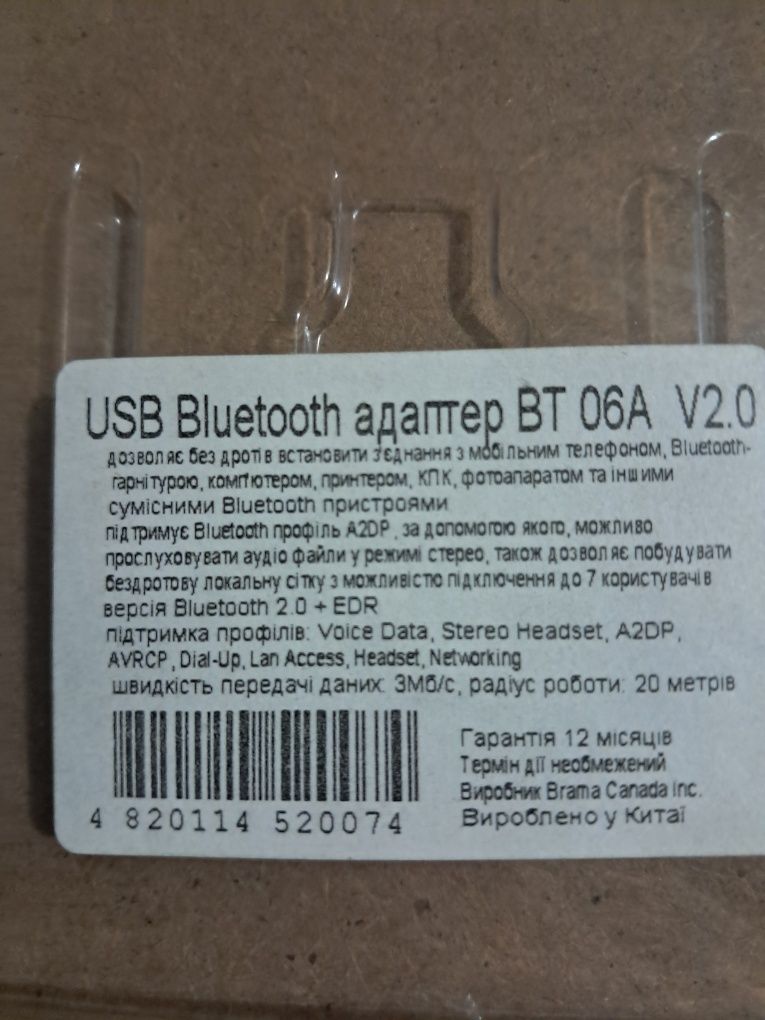 USB Bluetooth адаптер BT 06A V2.0
дозволяє без дротів встановити з'єднання з мобільним телефоном, Bluetooth-
гарнітурою, комп'ютером, принтером, КПК, фотоапаратом та іншими
сумісними Bluetooth пристроями
підтримує Bluetooth профіль A2DP, за допомогою якого, можливо
прослуховувати аудіо файли у режимі стерео, також дозволяє побудувати
бездротову локальну сітку з можливістю підключення до 7 користувачів
версія Bluetooth 2.0 + EDR
підтримка профілів: Voice Data, Stereo Headset, A2DP,
AVRCP, Dial-Up, Lan Access, Headset, Networking
швидкість передачі даних: 3Мб/с, радіус роботи: 20 метрів
Гарантія 12 місяців
Термін дії необмежений
Виробник Brama Canada inc.
Вироблено у Китаї
4 820114 520074